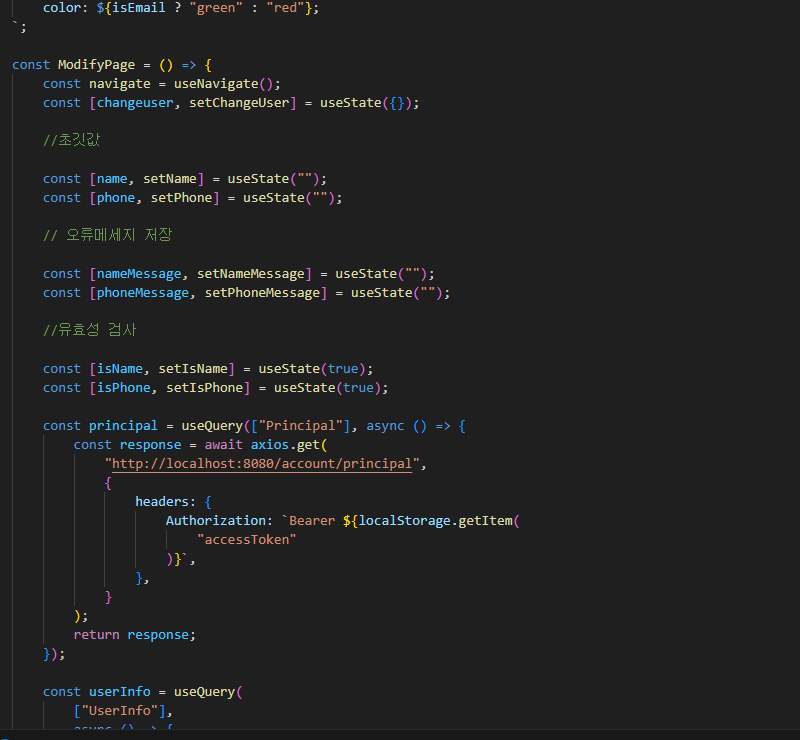 color: ${isEmail ? "green" : "red"};
`;

const ModifyPage = () => {
    const navigate = useNavigate();
    const [changeuser, setChangeUser] = useState({});

    //초깃값

    const [name, setName] = useState("");
    const [phone, setPhone] = useState("");

    // 오류메세지 저장

    const [nameMessage, setNameMessage] = useState("");
    const [phoneMessage, setPhoneMessage] = useState("");

    //유효성 검사

    const [isName, setIsName] = useState(true);
    const [isPhone, setIsPhone] = useState(true);

    const principal = useQuery(["Principal"], async () => {
        const response = await axios.get(
            "http://localhost:8080/account/principal",
            {
                headers: {
                    Authorization: `Bearer ${localStorage.getItem(
                        "accessToken"
                    )}`,
                },
            }
        );
        return response;
    });

    const userInfo = useQuery(
        ["UserInfo"],
        async () => {